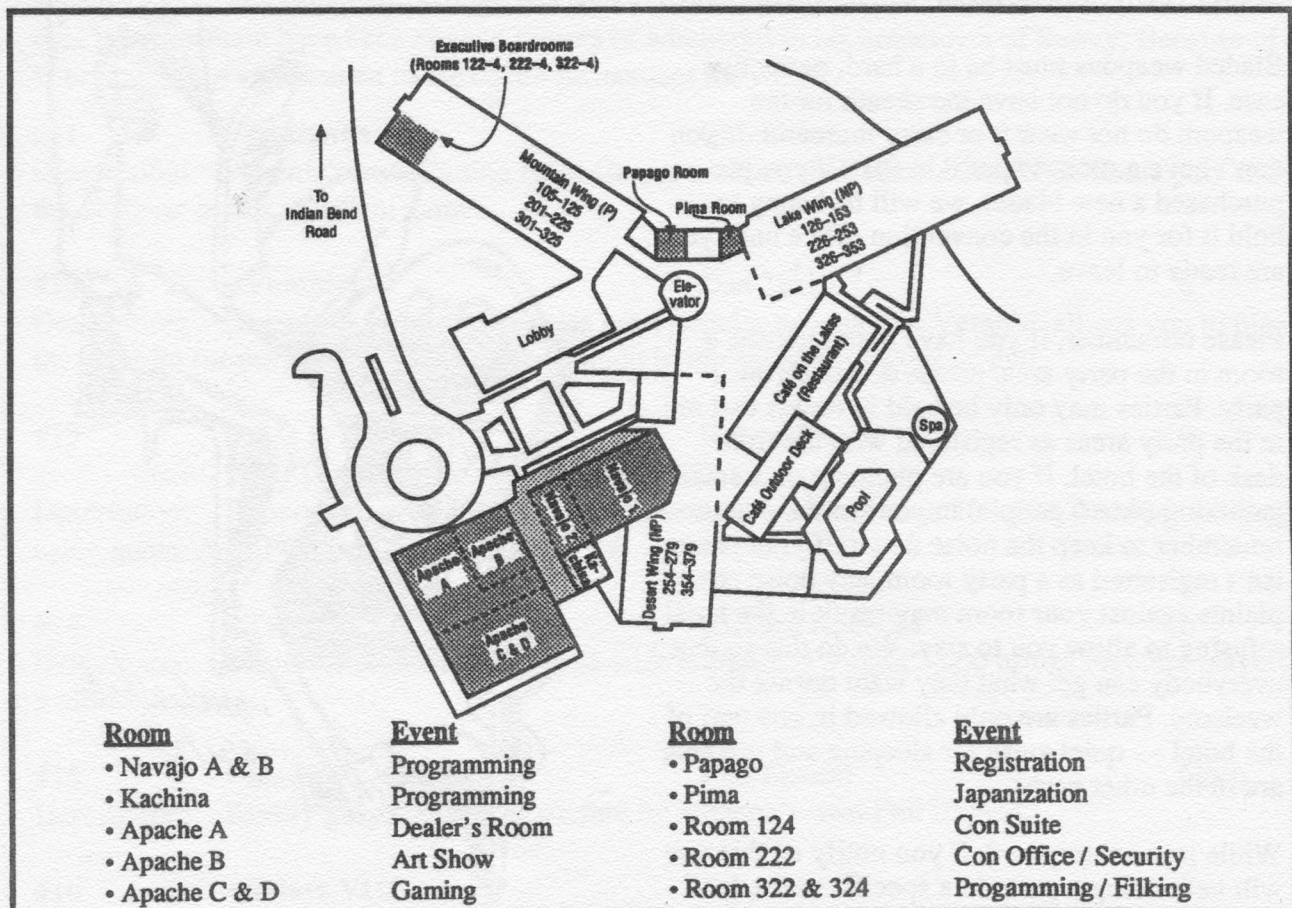 Executive Boardrooms
(Rooms 122–4, 222–4, 322–4)
To
Indian Bend
Road
Mountain Wing (P)
105–125
201–225
301–325
Papago Room
Pima Room
Lake Wing (NP)
126–153
226–253
326–353
Ele-
vator
Lobby
Café on the Lakes
(Restaurant)
Spa
Café Outdoor Deck
Pool
Navajo 1
Navajo 2
Ka-
china
Desert Wing (NP)
254–279
354–379
Apache
A
Apache
B
Apache
C & D
Room Event Room Event
• Navajo A & B Programming • Papago Registration
• Kachina Programming • Pima Japanization
• Apache A Dealer's Room • Room 124 Con Suite
• Apache B Art Show • Room 222 Con Office / Security
• Apache C & D Gaming • Room 322 & 324 Progamming / Filking